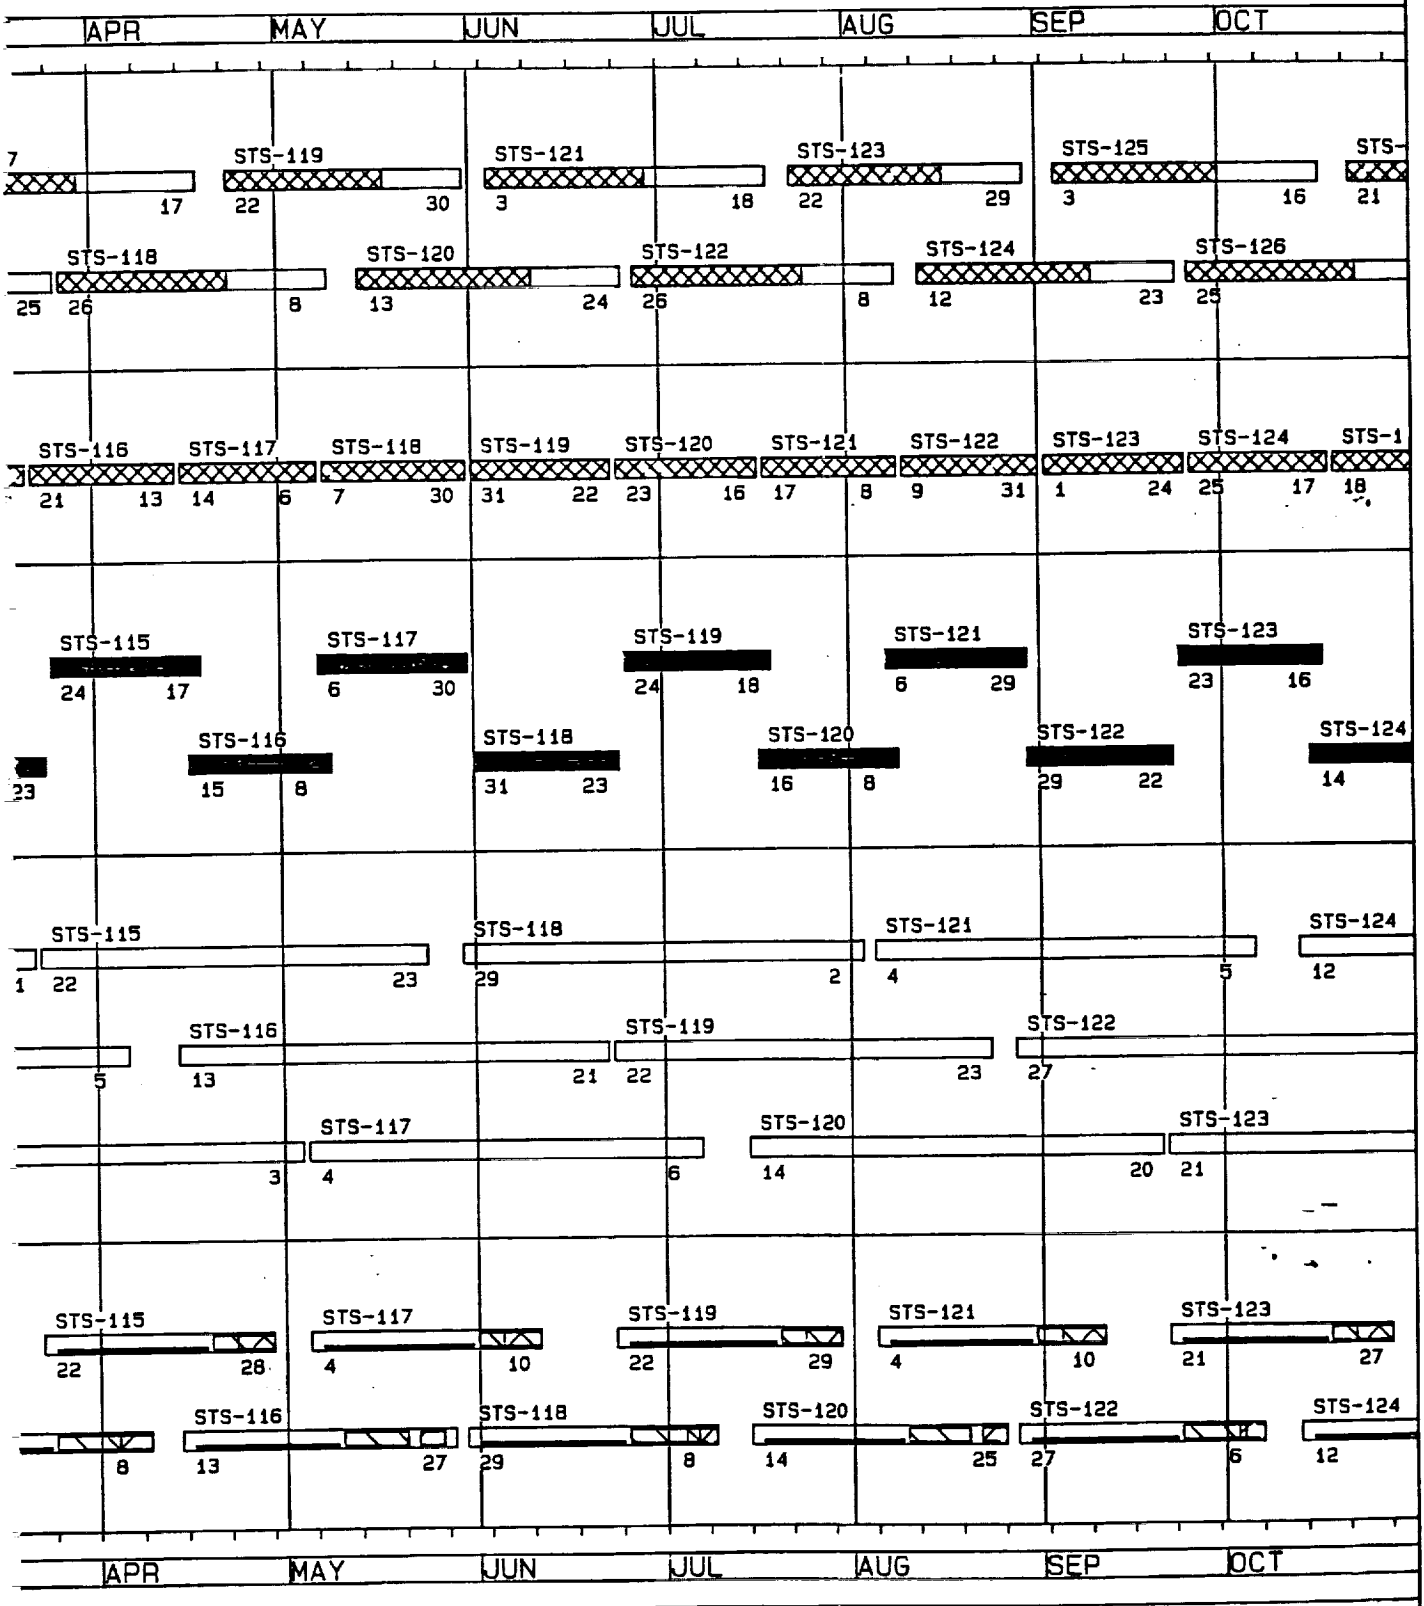 APR MAY JUN JUL AUG SEP OCT
7 STS-119 STS-121 STS-123 STS-125 STS-
17 22 30 3 18 22 29 3 16 21
STS-118 STS-120 STS-122 STS-124 STS-126
25 26 8 13 24 26 8 12 23 25
STS-116 STS-117 STS-118 STS-119 STS-120 STS-121 STS-122 STS-123 STS-124 STS-1
21 13 14 6 7 30 31 22 23 16 17 8 9 31 1 24 25 17 18
STS-115 STS-117 STS-119 STS-121 STS-123
24 17 6 30 24 18 6 29 23 16
STS-116 STS-118 STS-120 STS-122 STS-124
23 15 8 31 23 16 8 29 22 14
STS-115 STS-118 STS-121 STS-124
1 22 23 29 2 4 5 12
STS-116 STS-119 STS-122
5 13 21 22 23 27
STS-117 STS-120 STS-123
3 4 6 14 20 21
STS-115 STS-117 STS-119 STS-121 STS-123
22 28 4 10 22 29 4 10 21 27
STS-116 STS-118 STS-120 STS-122 STS-124
8 13 27 29 8 14 25 27 6 12
APR MAY JUN JUL AUG SEP OCT